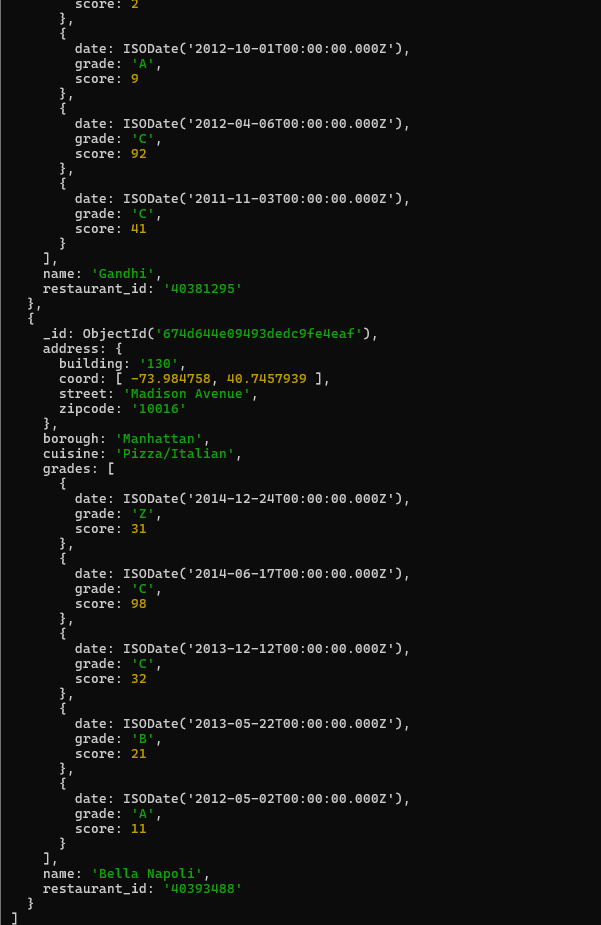 score: 2
},
{
date: ISODate('2012-10-01T00:00:00.000Z'),
grade: 'A',
score: 9
},
{
date: ISODate('2012-04-06T00:00:00.000Z'),
grade: 'C',
score: 92
},
{
date: ISODate('2011-11-03T00:00:00.000Z'),
grade: 'C',
score: 41
}
],
name: 'Gandhi',
restaurant_id: '40381295'
},
{
_id: ObjectId('674d644e09493dedc9fe4eaf'),
address: {
building: '130',
coord: [ -73.984758, 40.7457939 ],
street: 'Madison Avenue',
zipcode: '10016'
},
borough: 'Manhattan',
cuisine: 'Pizza/Italian',
grades: [
{
date: ISODate('2014-12-24T00:00:00.000Z'),
grade: 'Z',
score: 31
},
{
date: ISODate('2014-06-17T00:00:00.000Z'),
grade: 'C',
score: 98
},
{
date: ISODate('2013-12-12T00:00:00.000Z'),
grade: 'C',
score: 32
},
{
date: ISODate('2013-05-22T00:00:00.000Z'),
grade: 'B',
score: 21
},
{
date: ISODate('2012-05-02T00:00:00.000Z'),
grade: 'A',
score: 11
}
],
name: 'Bella Napoli',
restaurant_id: '40393488'
}
]